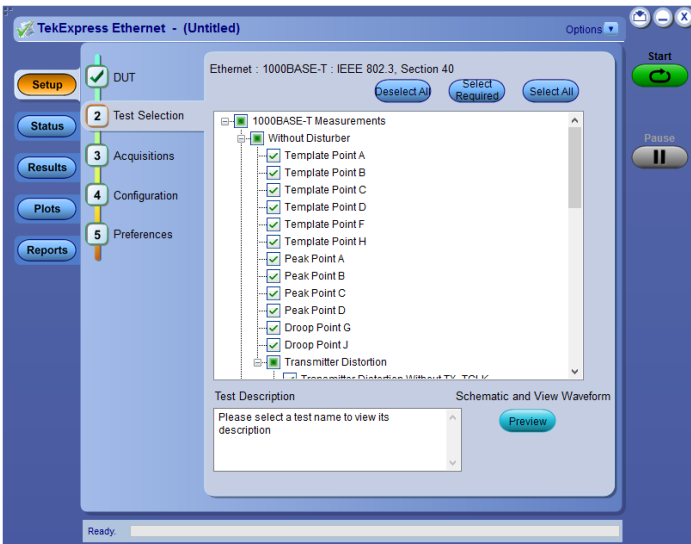 TekExpress Ethernet - (Untitled)
Options
Start
Pause
Setup
Status
Results
Plots
Reports
DUT
2 Test Selection
3 Acquisitions
4 Configuration
5 Preferences
Ethernet : 1000BASE-T : IEEE 802.3, Section 40
Deselect All
Select Required
Select All
1000BASE-T Measurements
Without Disturber
Template Point A
Template Point B
Template Point C
Template Point D
Template Point F
Template Point H
Peak Point A
Peak Point B
Peak Point C
Peak Point D
Droop Point G
Droop Point J
Transmitter Distortion
Transmitter Distortion Without TX_TCLK
Test Description
Please select a test name to view its
description
Schematic and View Waveform
Preview
Ready.